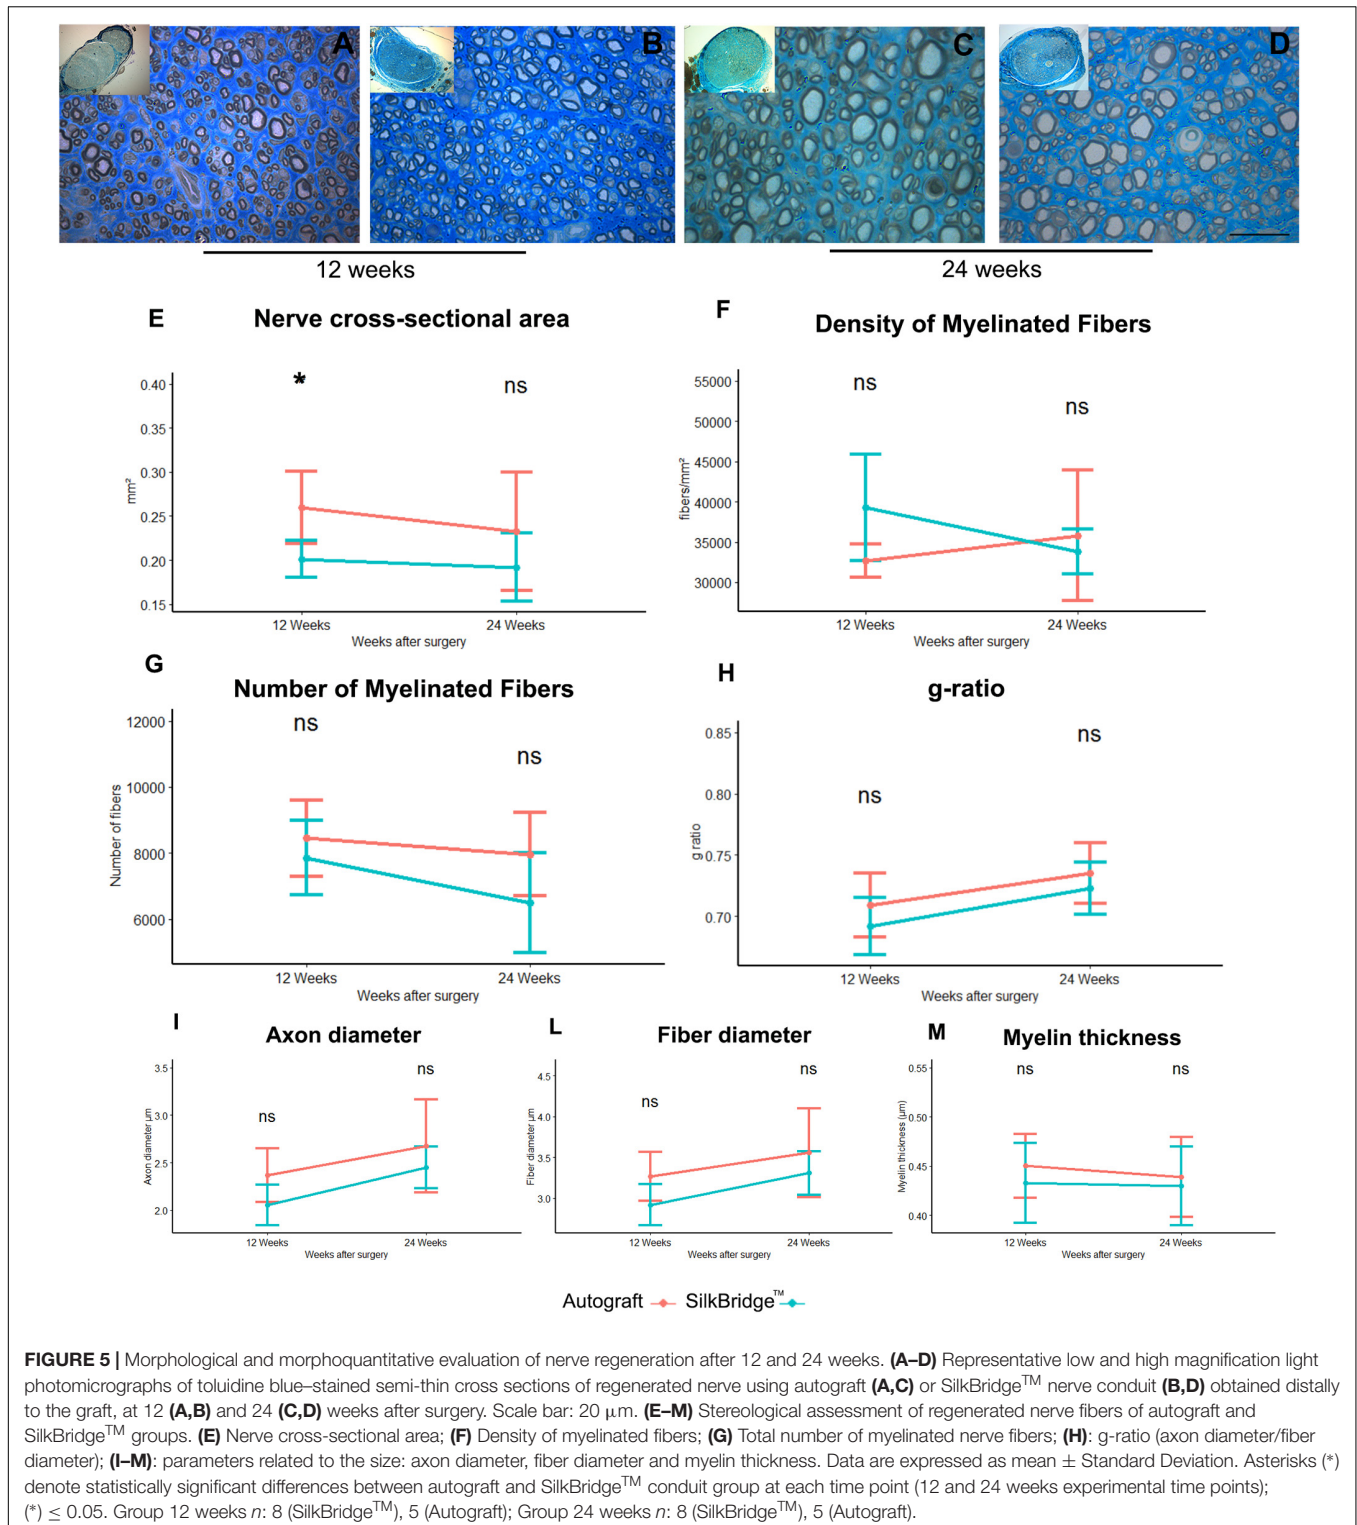 A
B
C
D
12 weeks
24 weeks
E
Nerve cross-sectional area
0.40
0.35
0.30
0.25
0.20
0.15
mm²
*
ns
12 Weeks
24 Weeks
Weeks after surgery
F
Density of Myelinated Fibers
55000
50000
45000
40000
35000
30000
fibers/mm²
ns
ns
12 Weeks
24 Weeks
Weeks after surgery
G
Number of Myelinated Fibers
12000
10000
8000
6000
Number of fibers
ns
ns
12 Weeks
24 Weeks
Weeks after surgery
H
g-ratio
0.85
0.80
0.75
0.70
g ratio
ns
ns
12 Weeks
24 Weeks
Weeks after surgery
I
Axon diameter
3.5
3.0
2.5
2.0
Axon diameter µm
ns
ns
12 Weeks
24 Weeks
Weeks after surgery
L
Fiber diameter
4.5
4.0
3.5
3.0
Fiber diameter µm
ns
ns
12 Weeks
24 Weeks
Weeks after surgery
M
Myelin thickness
0.55
0.50
0.45
0.40
Myelin thickness (µm)
ns
ns
12 Weeks
24 Weeks
Weeks after surgery
Autograft SilkBridge™
FIGURE 5 | Morphological and morphoquantitative evaluation of nerve regeneration after 12 and 24 weeks. (A–D) Representative low and high magnification light
photomicrographs of toluidine blue–stained semi-thin cross sections of regenerated nerve using autograft (A,C) or SilkBridge™ nerve conduit (B,D) obtained distally
to the graft, at 12 (A,B) and 24 (C,D) weeks after surgery. Scale bar: 20 µm. (E–M) Stereological assessment of regenerated nerve fibers of autograft and
SilkBridge™ groups. (E) Nerve cross-sectional area; (F) Density of myelinated fibers; (G) Total number of myelinated nerve fibers; (H): g-ratio (axon diameter/fiber
diameter); (I–M): parameters related to the size: axon diameter, fiber diameter and myelin thickness. Data are expressed as mean ± Standard Deviation. Asterisks (*)
denote statistically significant differences between autograft and SilkBridge™ conduit group at each time point (12 and 24 weeks experimental time points);
(*) ≤ 0.05. Group 12 weeks n: 8 (SilkBridge™), 5 (Autograft); Group 24 weeks n: 8 (SilkBridge™), 5 (Autograft).